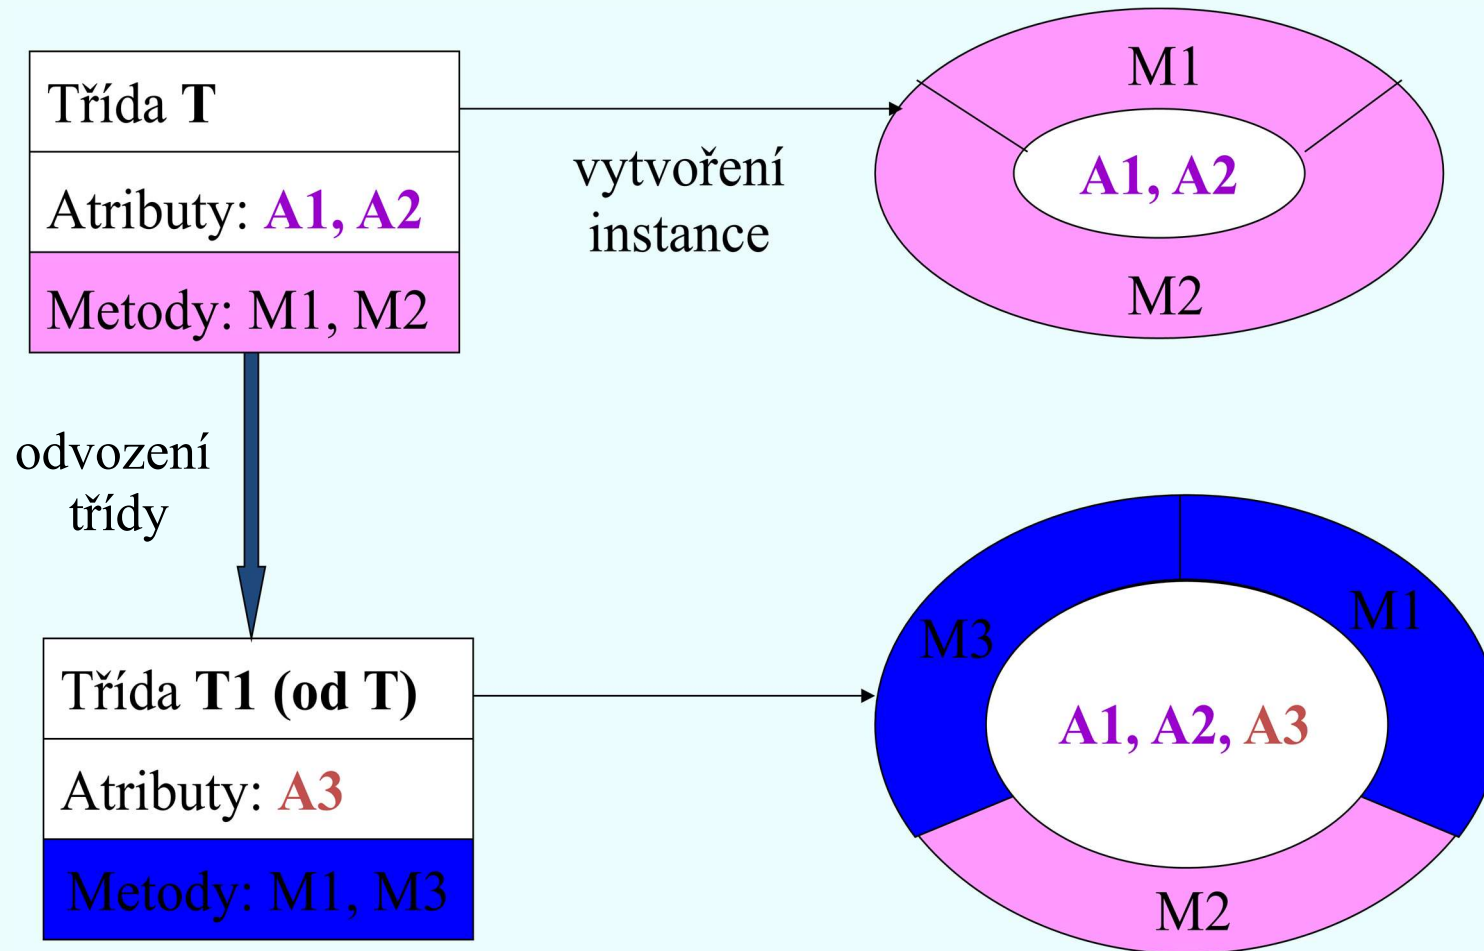 Třída T
Atributy: A1, A2
Metody: M1, M2
vytvoření
instance
M1
A1, A2
M2
odvození
třídy
Třída T1 (od T)
Atributy: A3
Metody: M1, M3
M3
M1
A1, A2, A3
M2